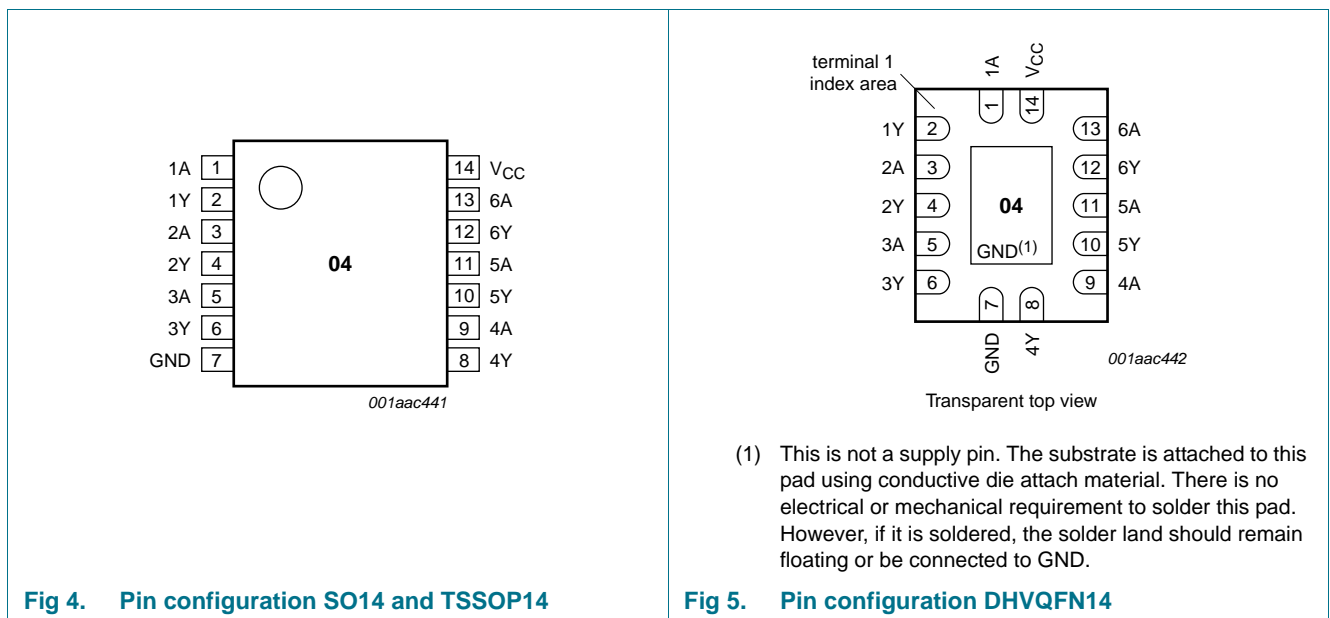 1A 1 14 VCC
1Y 2 13 6A
2A 3 12 6Y
2Y 4 04 11 5A
3A 5 10 5Y
3Y 6 9 4A
GND 7 8 4Y
001aac441
Fig 4. Pin configuration SO14 and TSSOP14
terminal 1
index area
1A VCC
1 14
1Y 2 13 6A
2A 3 12 6Y
2Y 4 04 11 5A
3A 5 GND(1) 10 5Y
3Y 6 9 4A
7 8
GND 4Y
001aac442
Transparent top view
(1) This is not a supply pin. The substrate is attached to this
pad using conductive die attach material. There is no
electrical or mechanical requirement to solder this pad.
However, if it is soldered, the solder land should remain
floating or be connected to GND.
Fig 5. Pin configuration DHVQFN14